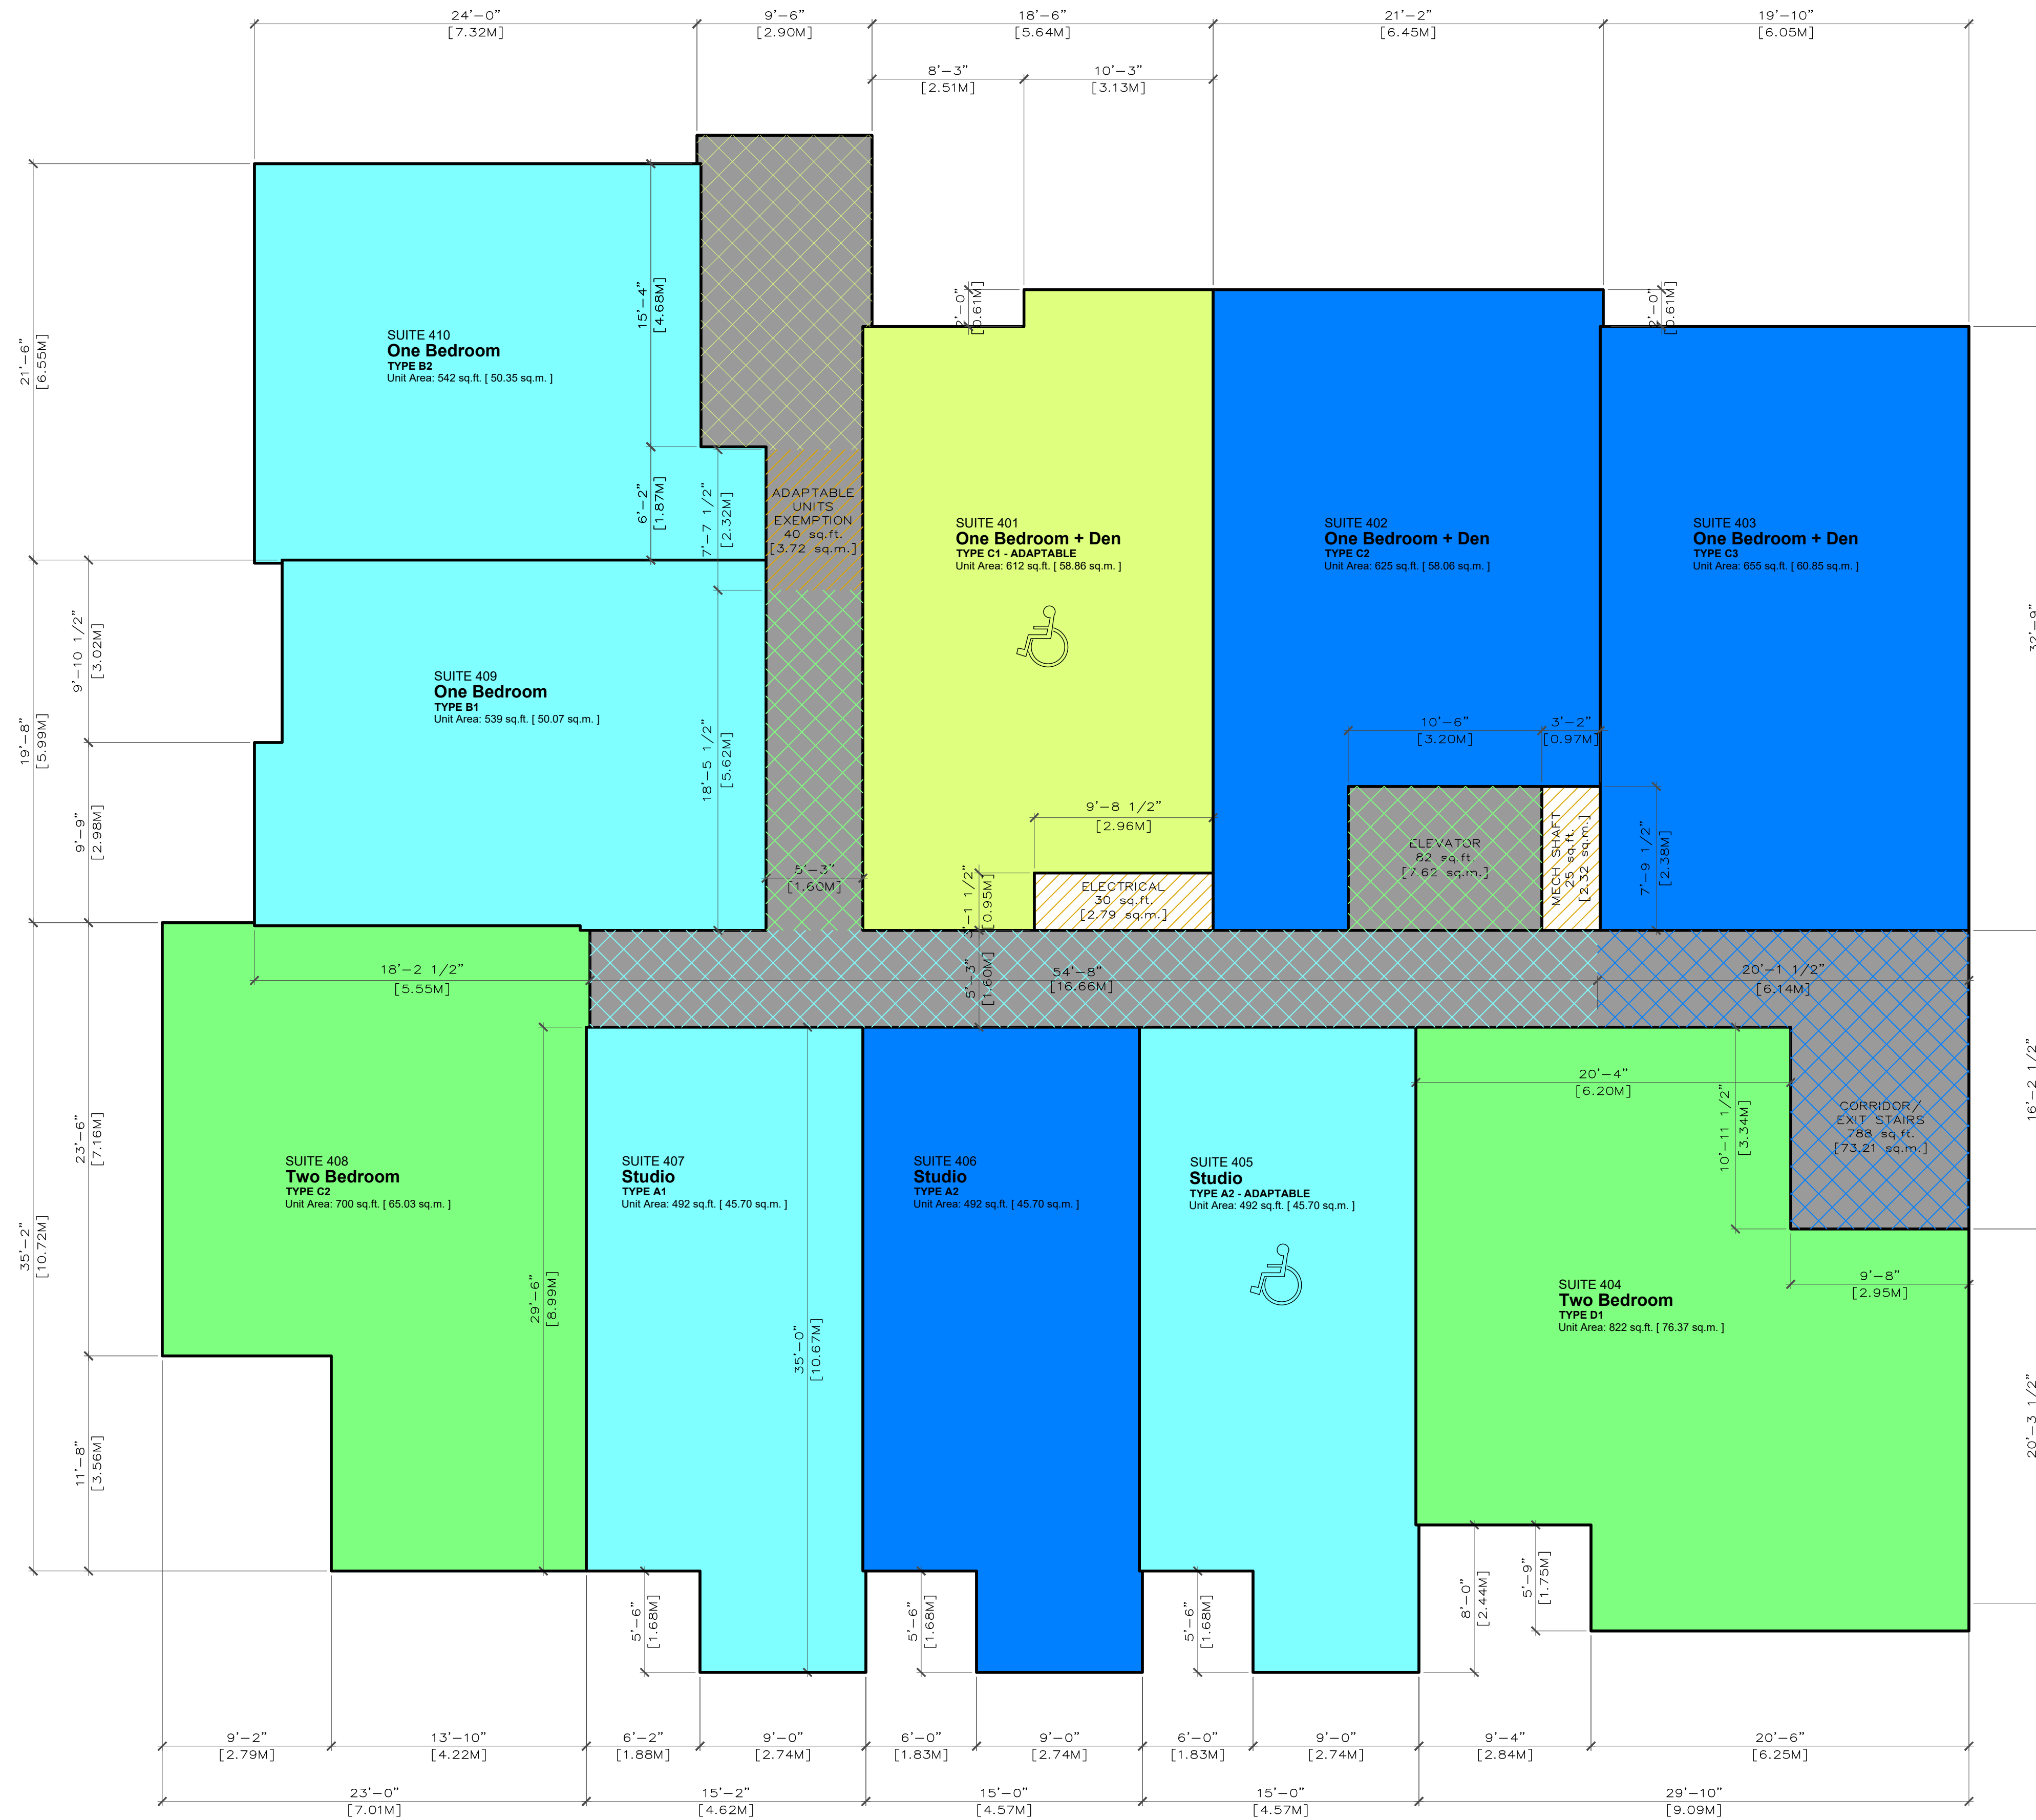 24'-0"
[7.32M]
9'-6"
[2.90M]
18'-6"
[5.64M]
21'-2"
[6.45M]
19'-10"
[6.05M]
8'-3"
[2.51M]
10'-3"
[3.13M]
2'-0"
[0.61M]
2'-0"
[0.61M]
15'-4"
[4.68M]
21'-6"
[6.55M]
SUITE 410
One Bedroom
TYPE B2
Unit Area: 542 sq.ft. [ 50.35 sq.m. ]
6'-2"
[1.87M]
7'-7 1/2"
[2.32M]
ADAPTABLE
UNITS
EXEMPTION
40 sq.ft.
[3.72 sq.m.]
SUITE 401
One Bedroom + Den
TYPE C1 - ADAPTABLE
Unit Area: 612 sq.ft. [ 58.86 sq.m. ]
SUITE 402
One Bedroom + Den
TYPE C2
Unit Area: 625 sq.ft. [ 58.06 sq.m. ]
SUITE 403
One Bedroom + Den
TYPE C3
Unit Area: 655 sq.ft. [ 60.85 sq.m. ]
32'-9"
9'-10 1/2"
[3.02M]
19'-8"
[5.99M]
9'-9"
[2.98M]
SUITE 409
One Bedroom
TYPE B1
Unit Area: 539 sq.ft. [ 50.07 sq.m. ]
18'-5 1/2"
[5.62M]
5'-3"
[1.60M]
9'-8 1/2"
[2.96M]
3'-1 1/2"
[0.95M]
ELECTRICAL
30 sq.ft.
[2.79 sq.m.]
10'-6"
[3.20M]
3'-2"
[0.97M]
ELEVATOR
82 sq.ft
[7.62 sq.m.]
MECH SHAFT
25 sq.ft.
[2.32 sq.m.]
7'-9 1/2"
[2.38M]
18'-2 1/2"
[5.55M]
5'-3"
[1.60M]
54'-8"
[16.66M]
20'-1 1/2"
[6.14M]
16'-2 1/2"
20'-4"
[6.20M]
10'-11 1/2"
[3.34M]
CORRIDOR/
EXIT STAIRS
788 sq.ft.
[73.21 sq.m.]
23'-6"
[7.16M]
35'-2"
[10.72M]
11'-8"
[3.56M]
SUITE 408
Two Bedroom
TYPE C2
Unit Area: 700 sq.ft. [ 65.03 sq.m. ]
29'-6"
[8.99M]
SUITE 407
Studio
TYPE A1
Unit Area: 492 sq.ft. [ 45.70 sq.m. ]
35'-0"
[10.67M]
SUITE 406
Studio
TYPE A2
Unit Area: 492 sq.ft. [ 45.70 sq.m. ]
SUITE 405
Studio
TYPE A2 - ADAPTABLE
Unit Area: 492 sq.ft. [ 45.70 sq.m. ]
9'-8"
[2.95M]
SUITE 404
Two Bedroom
TYPE D1
Unit Area: 822 sq.ft. [ 76.37 sq.m. ]
20'-3 1/2"
5'-6"
[1.68M]
5'-6"
[1.68M]
5'-6"
[1.68M]
8'-0"
[2.44M]
5'-9"
[1.75M]
9'-2"
[2.79M]
13'-10"
[4.22M]
6'-2"
[1.88M]
9'-0"
[2.74M]
6'-0"
[1.83M]
9'-0"
[2.74M]
6'-0"
[1.83M]
9'-0"
[2.74M]
9'-4"
[2.84M]
20'-6"
[6.25M]
23'-0"
[7.01M]
15'-2"
[4.62M]
15'-0"
[4.57M]
15'-0"
[4.57M]
29'-10"
[9.09M]